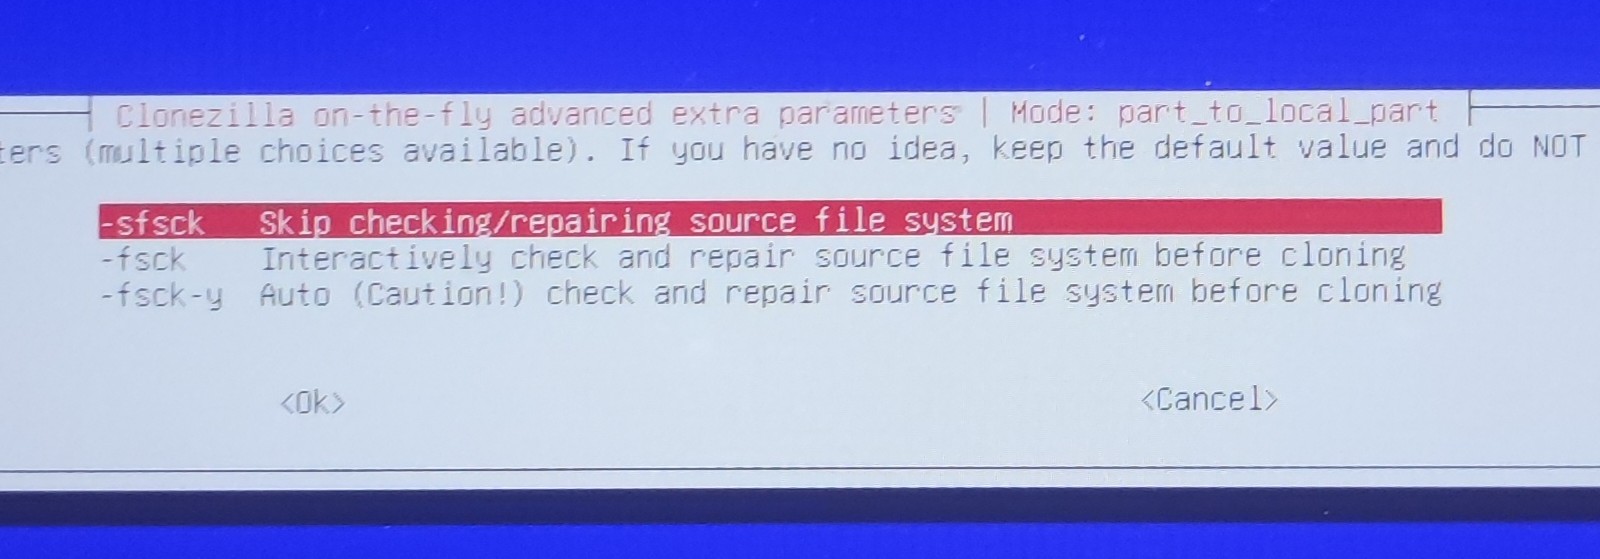 Clonezilla on-the-fly advanced extra parameters | Mode: part_to_local_part
(multiple choices available). If you have no idea, keep the default value and do NOT
-sfsck Skip checking/repairing source file system
-fsck Interactively check and repair source file system before cloning
-fsck-y Auto (Caution!) check and repair source file system before cloning
<Ok> <Cancel>